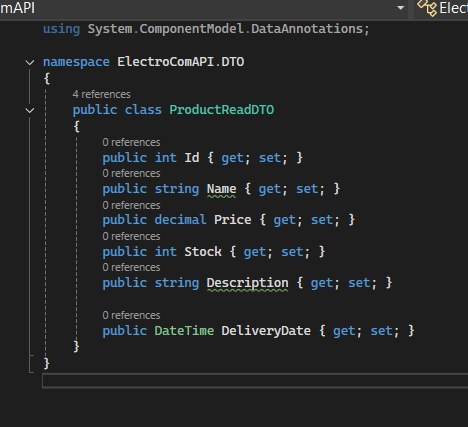 omAPI
Elect
using System.ComponentModel.DataAnnotations;
namespace ElectroComAPI.DTO
{
4 references
public class ProductReadDTO
{
0 references
public int Id { get; set; }
0 references
public string Name { get; set; }
0 references
public decimal Price { get; set; }
0 references
public int Stock { get; set; }
0 references
public string Description { get; set; }
0 references
public DateTime DeliveryDate { get; set; }
}
}